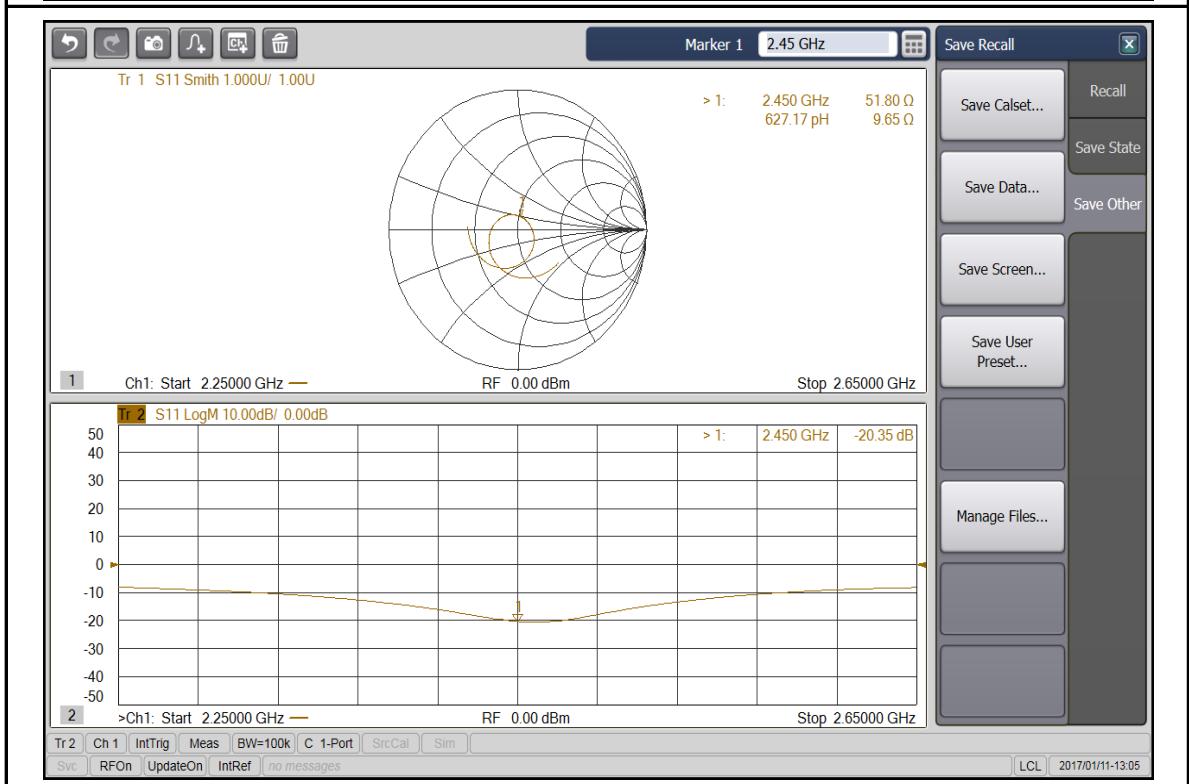 Marker 1 2.45 GHz
Save Recall
Tr 1 S11 Smith 1.000U/ 1.00U
> 1: 2.450 GHz 51.80 Ω
627.17 pH 9.65 Ω
1
1
Ch1: Start 2.25000 GHz
RF 0.00 dBm
Stop 2.65000 GHz
Tr 2 S11 LogM 10.00dB/ 0.00dB
> 1: 2.450 GHz -20.35 dB
50
40
30
20
10
0
-10
-20
-30
-40
-50
1
2
>Ch1: Start 2.25000 GHz
RF 0.00 dBm
Stop 2.65000 GHz
Save Calset...
Save Data...
Save Screen...
Save User
Preset...
Manage Files...
Recall
Save State
Save Other
Tr 2 Ch 1 IntTrig Meas BW=100k C 1-Port SrcCal Sim
Svc RFOn UpdateOn IntRef no messages LCL 2017/01/11-13:05